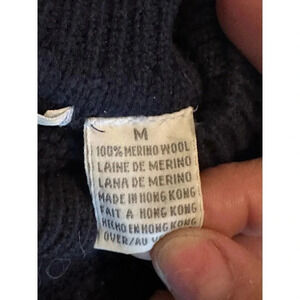 M
100% MERINO WOOL
LAINE DE MERINO
LANA DE MERINO
MADE IN HONG KONG
FAIT A HONG KONG
HECHO EN HONG KONG
OVER/AU